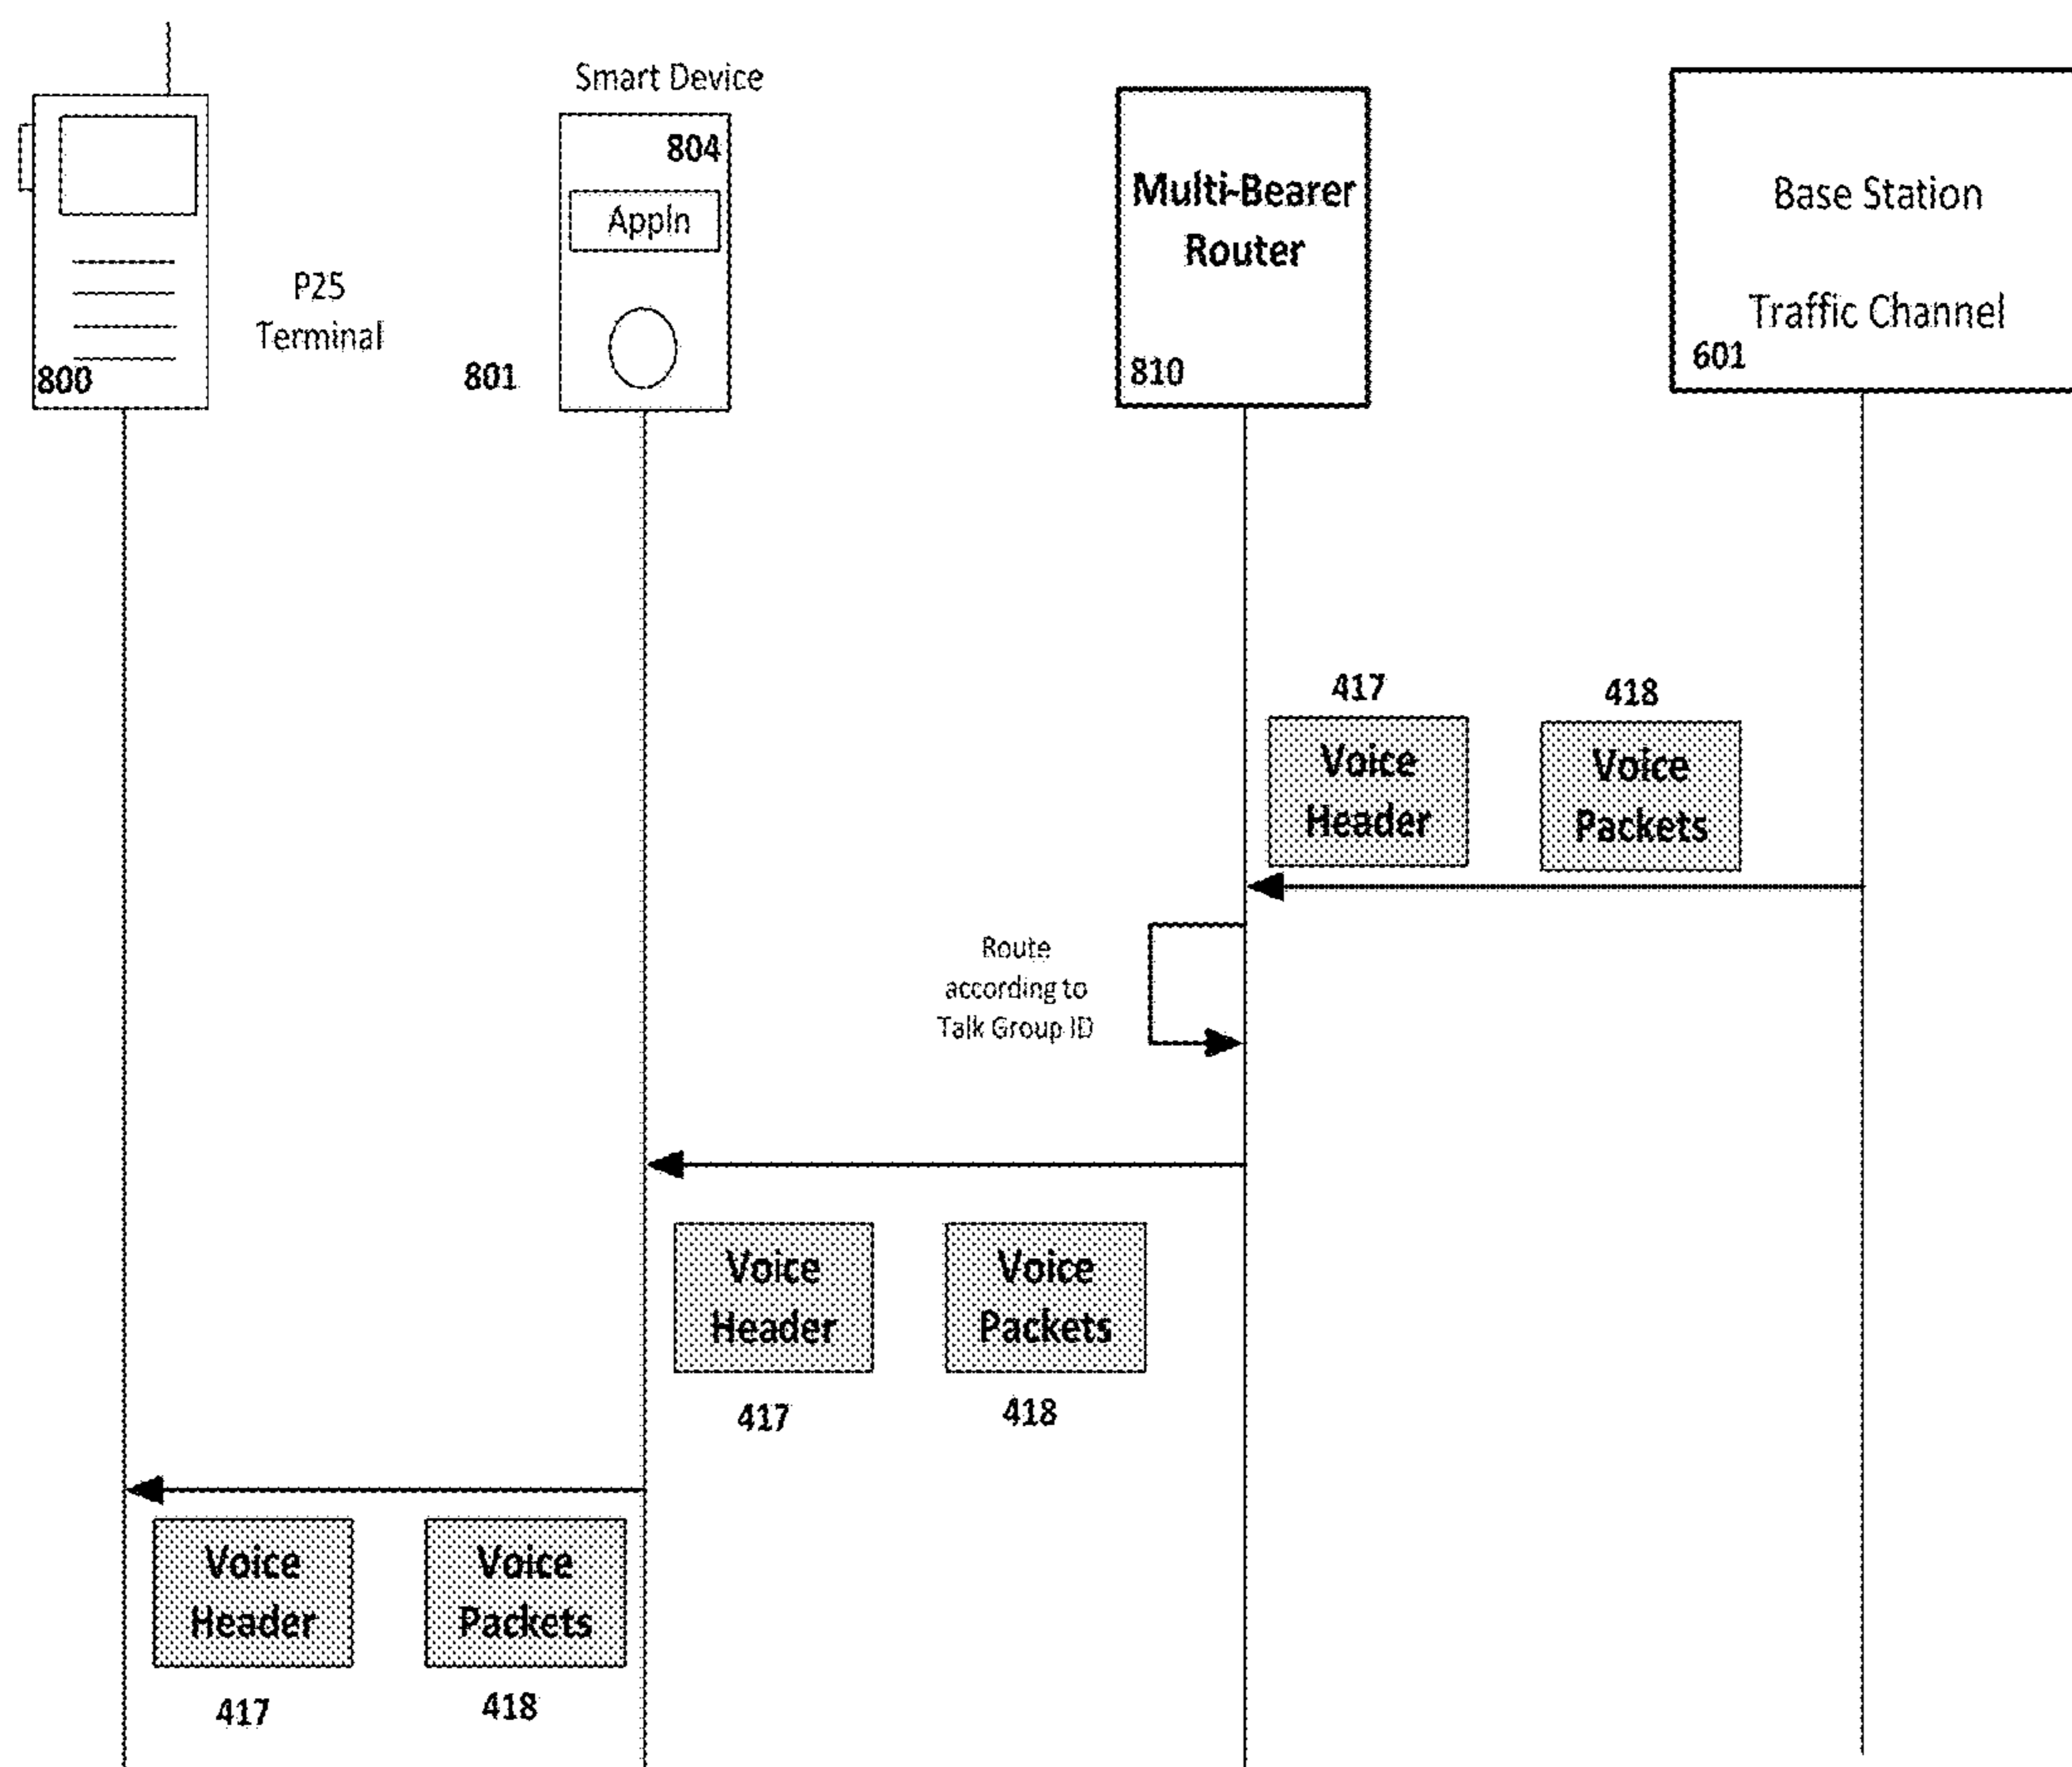 Smart Device
804
Appln
801
P25
Terminal
800
Multi-Bearer
Router
810
Base Station
Traffic Channel
601
417
418
Voice
Header
Voice
Packets
Route
according to
Talk Group ID
Voice
Header
Voice
Packets
417
418
Voice
Header
Voice
Packets
417
418